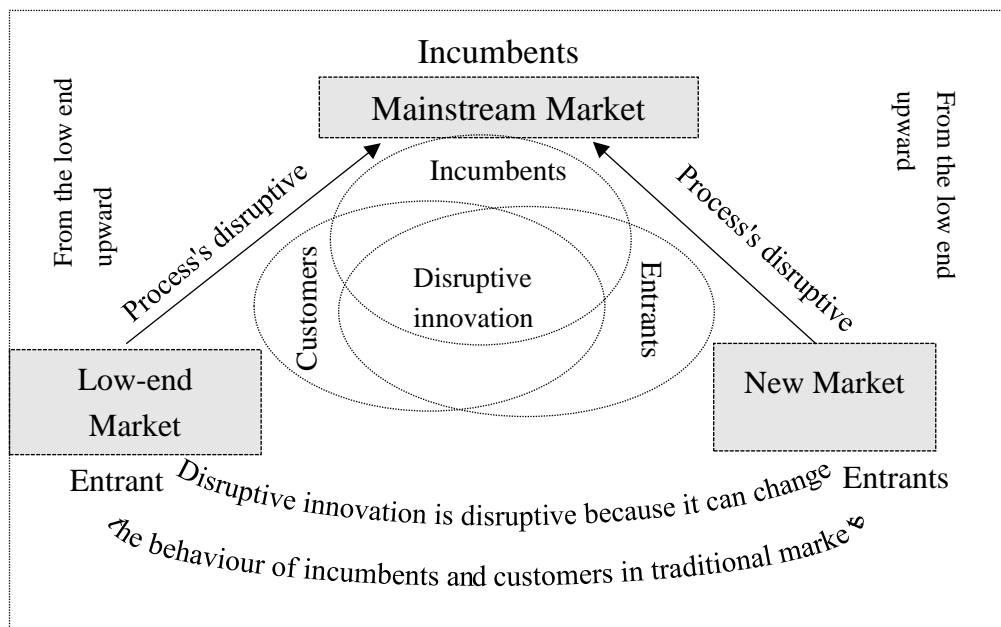 Incumbents
Mainstream Market
From the low end
upward
From the low end
upward
Process's disruptive
Process's disruptive
Incumbents
Customers
Entrants
Disruptive
innovation
Low-end
Market
New Market
Entrant
Entrants
Disruptive innovation is disruptive because it can change
the behaviour of incumbents and customers in traditional markets